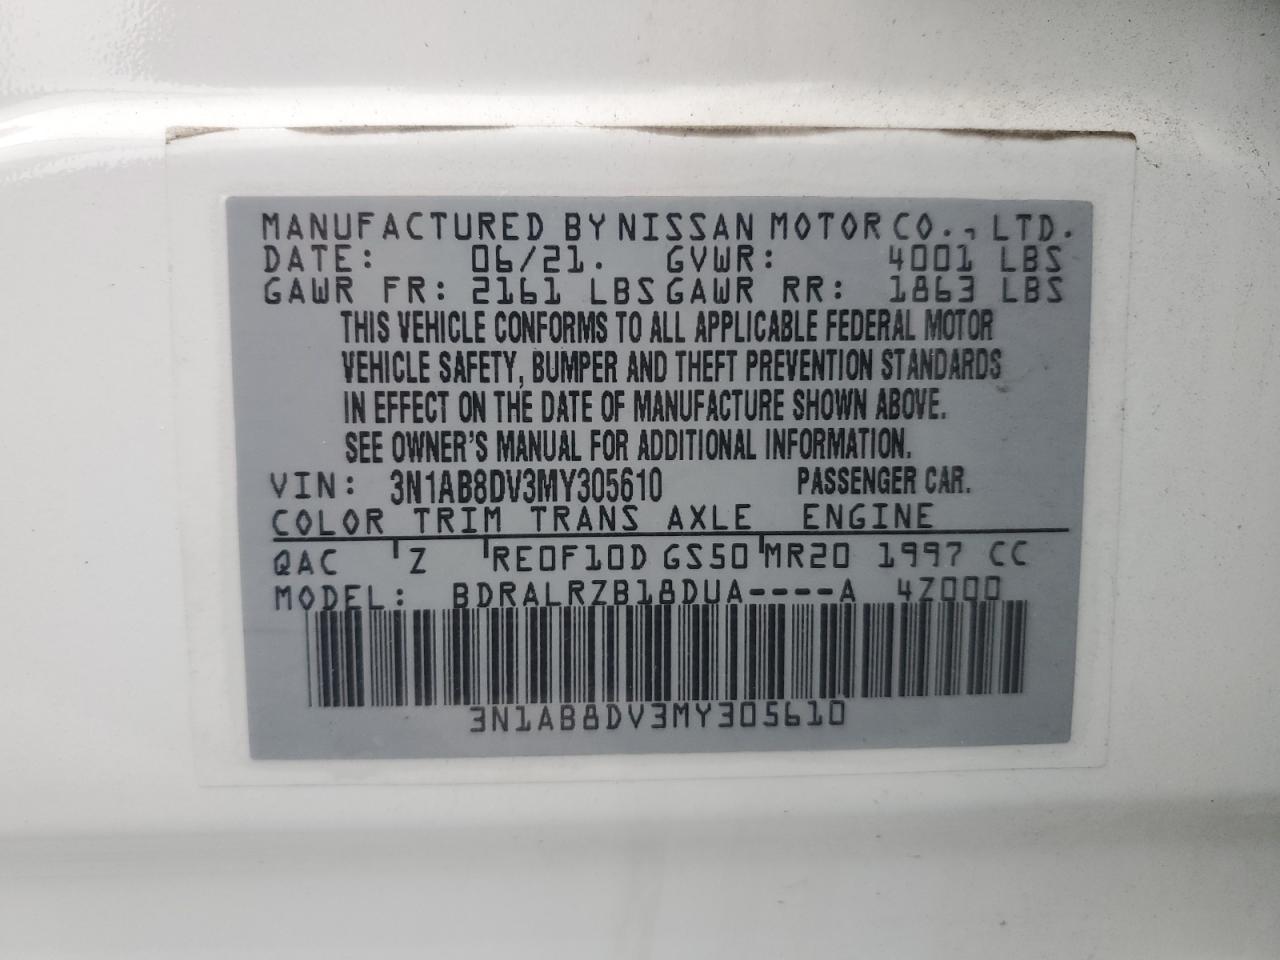 MANUFACTURED BY NISSAN MOTOR CO., LTD.
DATE: 06/21. GVWR: 4001 LBS
GAWR FR: 2161 LBS GAWR RR: 1863 LBS
THIS VEHICLE CONFORMS TO ALL APPLICABLE FEDERAL MOTOR
VEHICLE SAFETY, BUMPER AND THEFT PREVENTION STANDARDS
IN EFFECT ON THE DATE OF MANUFACTURE SHOWN ABOVE.
SEE OWNER'S MANUAL FOR ADDITIONAL INFORMATION.
VIN: 3N1AB8DV3MY305610 PASSENGER CAR.
COLOR TRIM TRANS AXLE ENGINE
QAC Z RE0F10D GS50 MR20 1997 CC
MODEL: BDRALRZB18DUA----A 4Z000
3N1AB8DV3MY305610